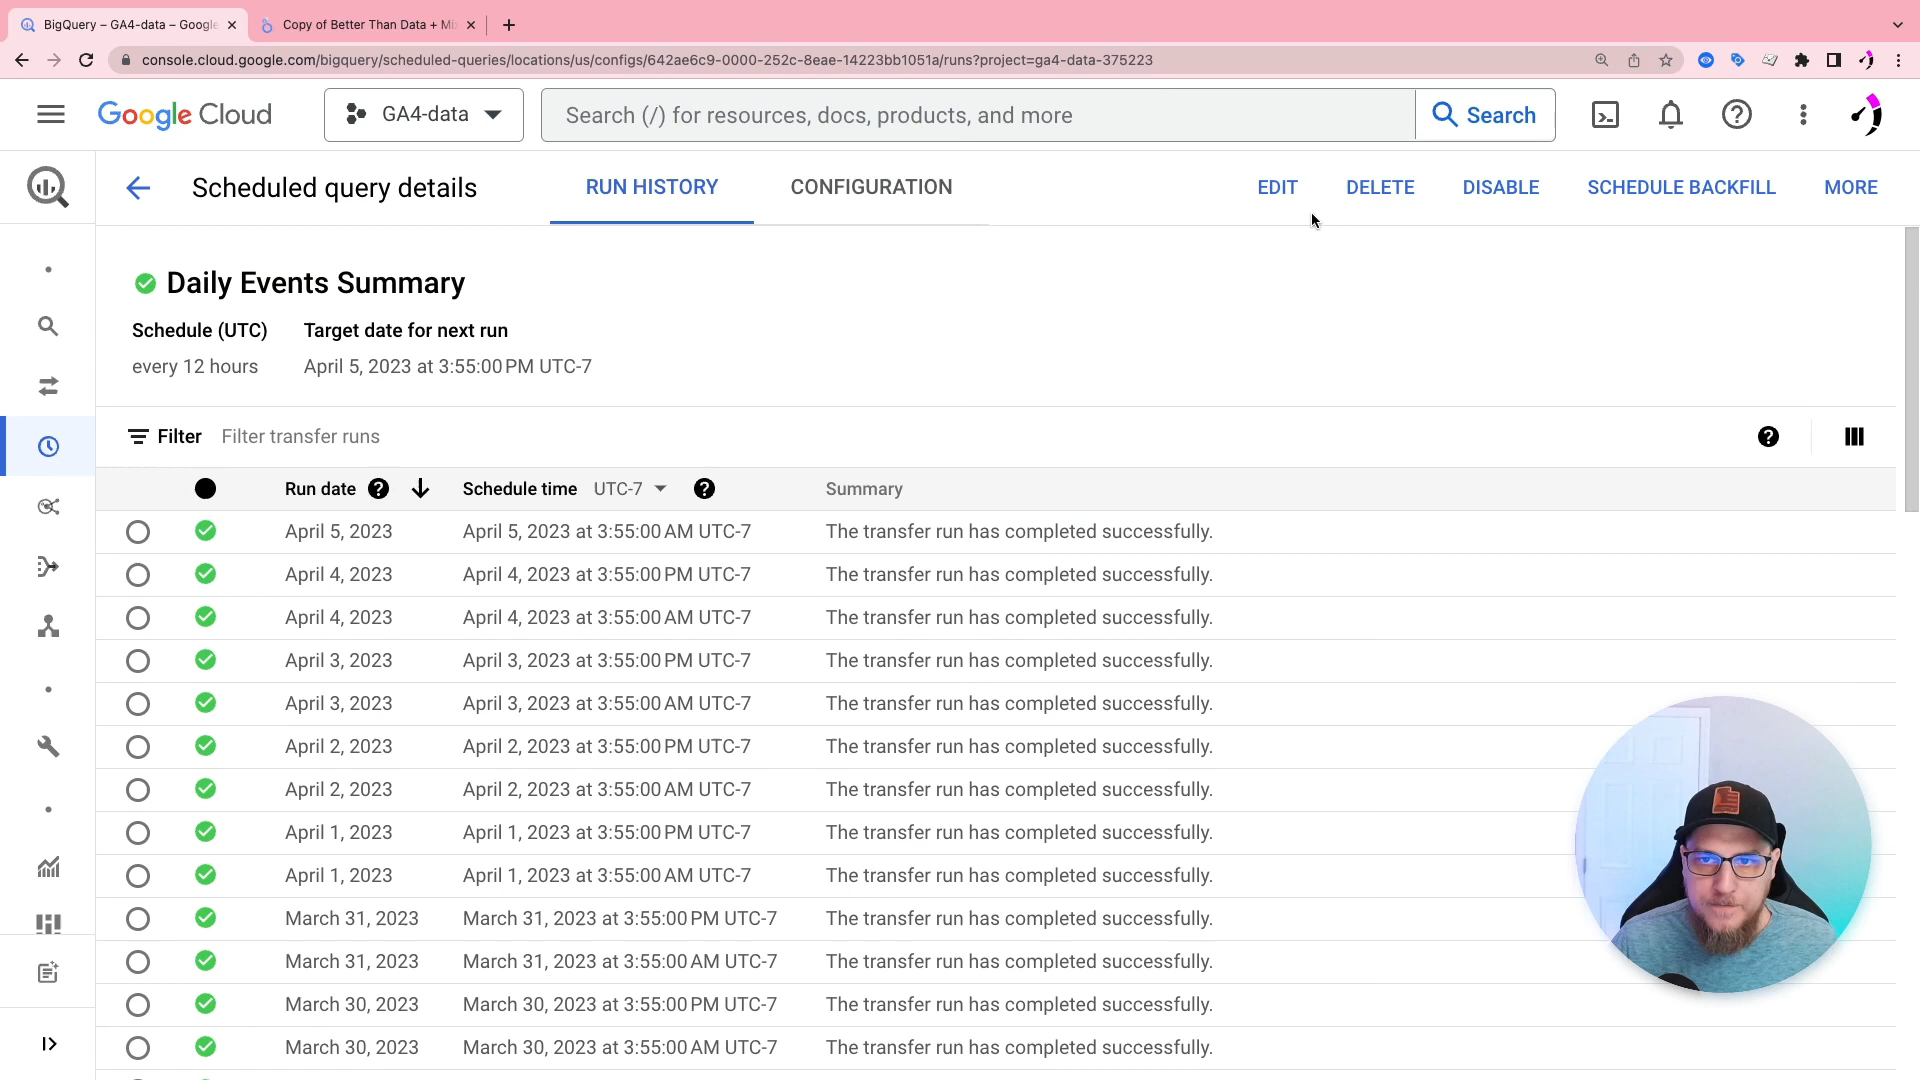 BigQuery – GA4-data – Google
Copy of Better Than Data + Mi
console.cloud.google.com/bigquery/scheduled-queries/locations/us/configs/642ae6c9-0000-252c-8eae-14223bb1051a/runs?project=ga4-data-375223
Google Cloud
GA4-data
Search (/) for resources, docs, products, and more
Search
Scheduled query details
RUN HISTORY
CONFIGURATION
EDIT
DELETE
DISABLE
SCHEDULE BACKFILL
MORE
Daily Events Summary
Schedule (UTC) Target date for next run
every 12 hours April 5, 2023 at 3:55:00 PM UTC-7
Filter Filter transfer runs
Run date Schedule time UTC-7 Summary
April 5, 2023 April 5, 2023 at 3:55:00 AM UTC-7 The transfer run has completed successfully.
April 4, 2023 April 4, 2023 at 3:55:00 PM UTC-7 The transfer run has completed successfully.
April 4, 2023 April 4, 2023 at 3:55:00 AM UTC-7 The transfer run has completed successfully.
April 3, 2023 April 3, 2023 at 3:55:00 PM UTC-7 The transfer run has completed successfully.
April 3, 2023 April 3, 2023 at 3:55:00 AM UTC-7 The transfer run has completed successfully.
April 2, 2023 April 2, 2023 at 3:55:00 PM UTC-7 The transfer run has completed successfully.
April 2, 2023 April 2, 2023 at 3:55:00 AM UTC-7 The transfer run has completed successfully.
April 1, 2023 April 1, 2023 at 3:55:00 PM UTC-7 The transfer run has completed successfully.
April 1, 2023 April 1, 2023 at 3:55:00 AM UTC-7 The transfer run has completed successfully.
March 31, 2023 March 31, 2023 at 3:55:00 PM UTC-7 The transfer run has completed successfully.
March 31, 2023 March 31, 2023 at 3:55:00 AM UTC-7 The transfer run has completed successfully.
March 30, 2023 March 30, 2023 at 3:55:00 PM UTC-7 The transfer run has completed successfully.
March 30, 2023 March 30, 2023 at 3:55:00 AM UTC-7 The transfer run has completed successfully.